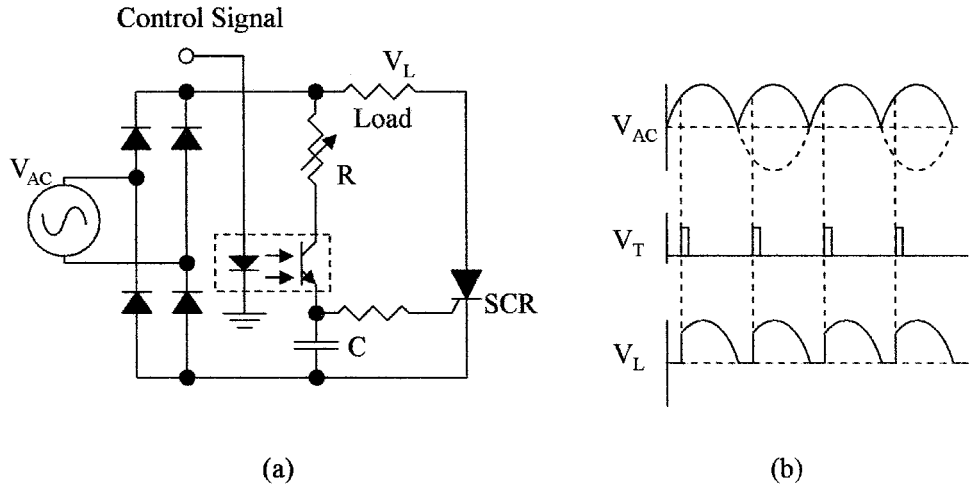 Control Signal
V_L
Load
R
V_AC
SCR
C
(a)
V_AC
V_T
V_L
(b)